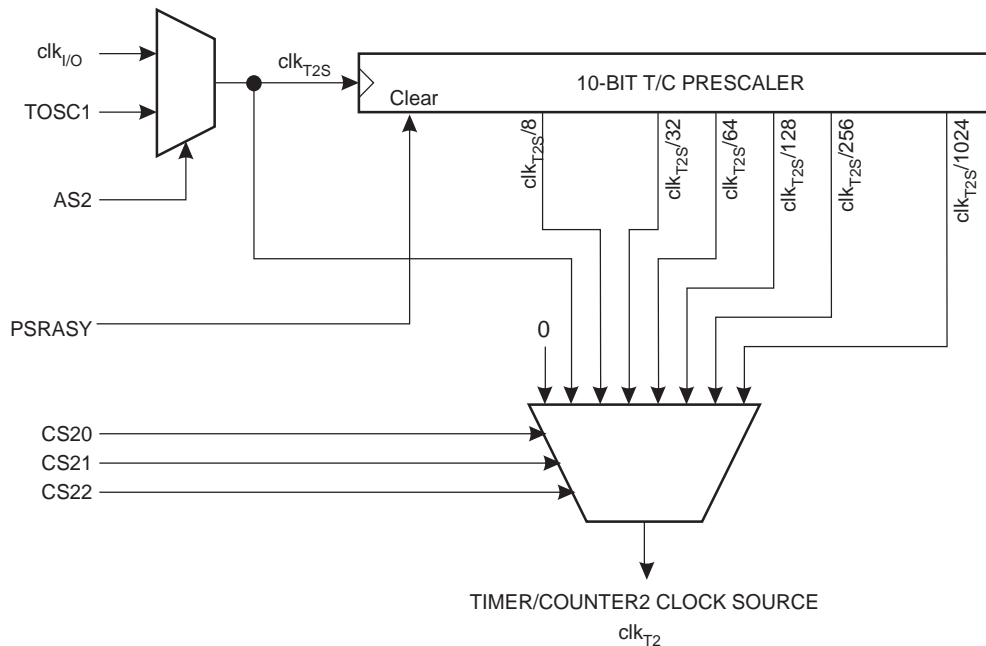 clkI/O
TOSC1
AS2
PSRASY
clkT2S
10-BIT T/C PRESCALER
Clear
clkT2S/8
clkT2S/32
clkT2S/64
clkT2S/128
clkT2S/256
clkT2S/1024
0
CS20
CS21
CS22
TIMER/COUNTER2 CLOCK SOURCE
clkT2